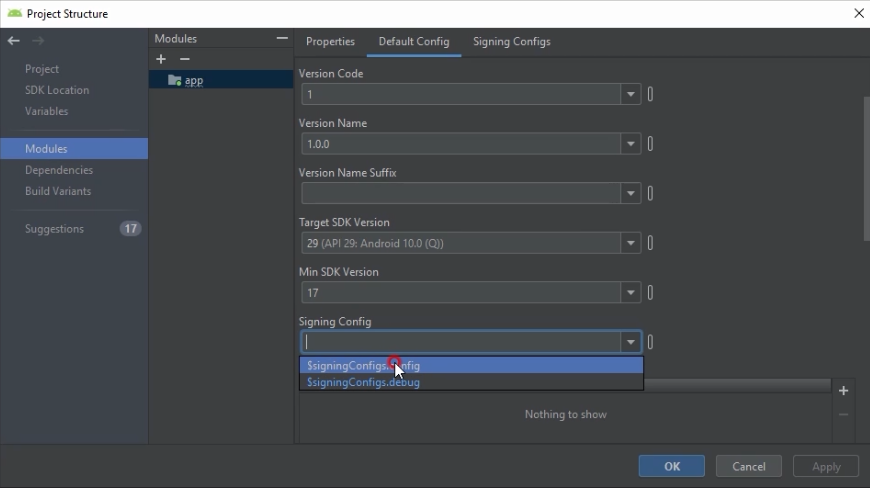 Project Structure
Project
SDK Location
Variables
Modules
Dependencies
Build Variants
Suggestions 17
Modules
app
Properties Default Config Signing Configs
Version Code
1
Version Name
1.0.0
Version Name Suffix
Target SDK Version
29 (API 29: Android 10.0 (Q))
Min SDK Version
17
Signing Config
$signingConfigs.config
$signingConfigs.debug
Nothing to show
OK Cancel Apply